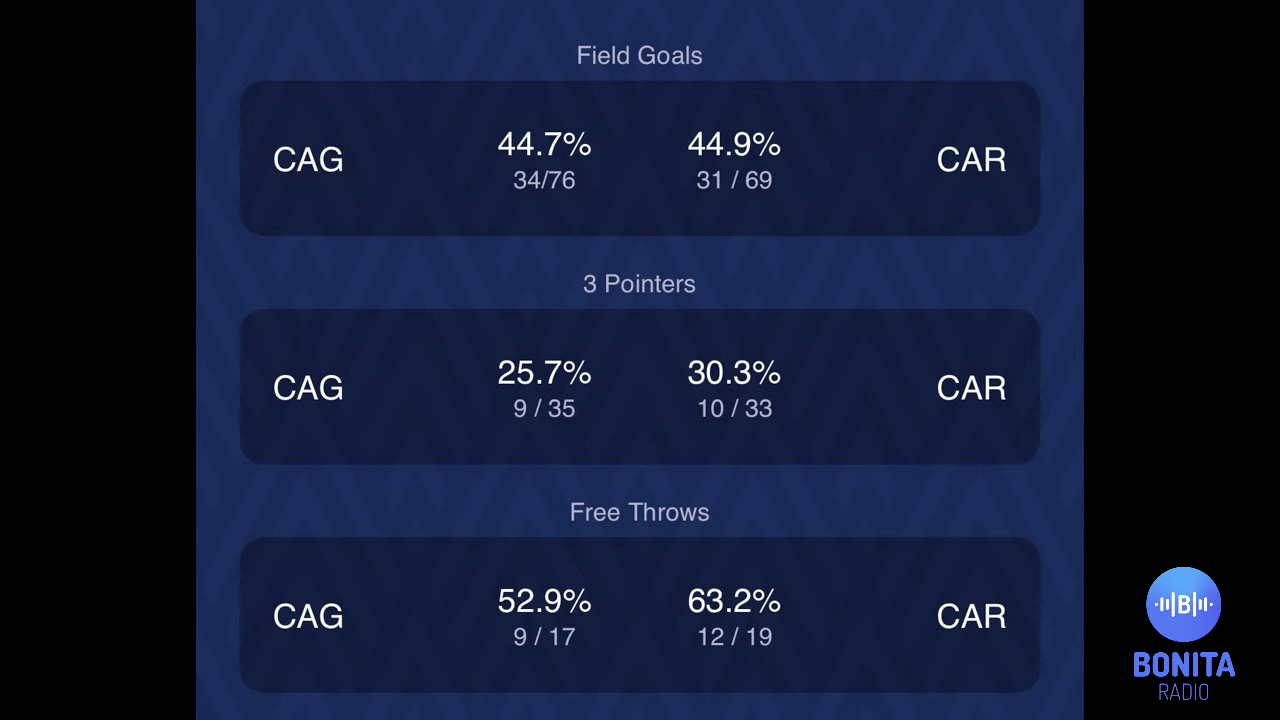 Field Goals
CAG 44.7% 44.9% CAR
34/76 31 / 69
3 Pointers
CAG 25.7% 30.3% CAR
9 / 35 10 / 33
Free Throws
CAG 52.9% 63.2% CAR
9 / 17 12 / 19
B
BONITA
RADIO